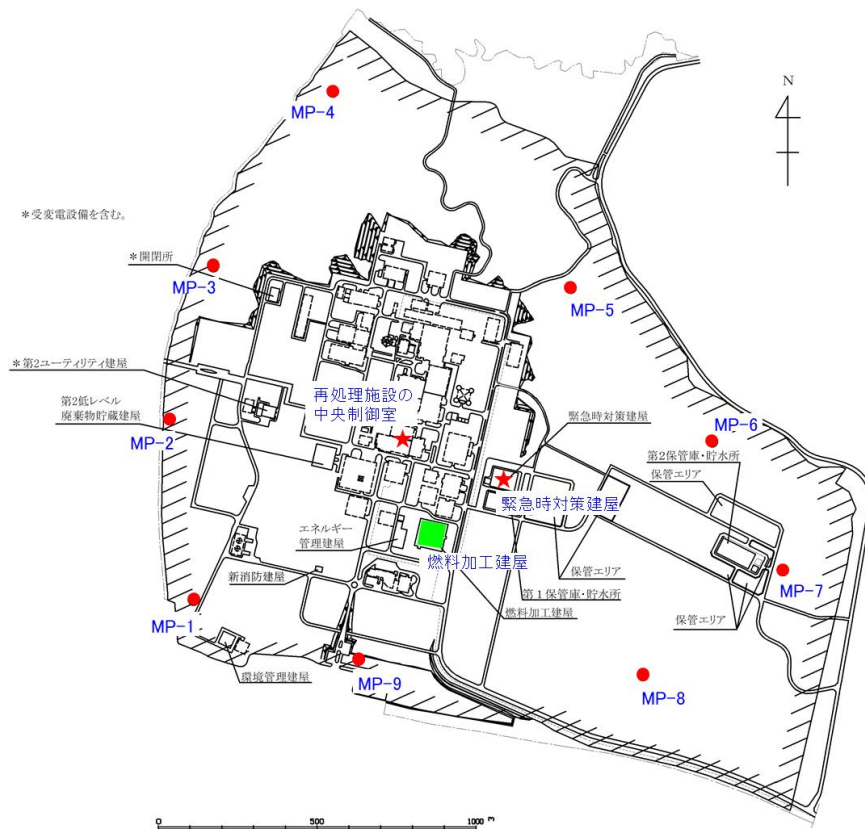 N
MP-4
＊受変電設備を含む。
＊開閉所
MP-3
MP-5
＊第2ユーティリティ建屋
再処理施設の
中央制御室
第2低レベル
廃棄物貯蔵建屋
緊急時対策建屋
MP-2
MP-6
第2保管庫・貯水所
保管エリア
緊急時対策建屋
エネルギー
管理建屋
燃料加工建屋
保管エリア
新消防建屋
第１保管庫・貯水所
燃料加工建屋
MP-7
保管エリア
MP-1
環境管理建屋
MP-9
MP-8
0 500 1000 m